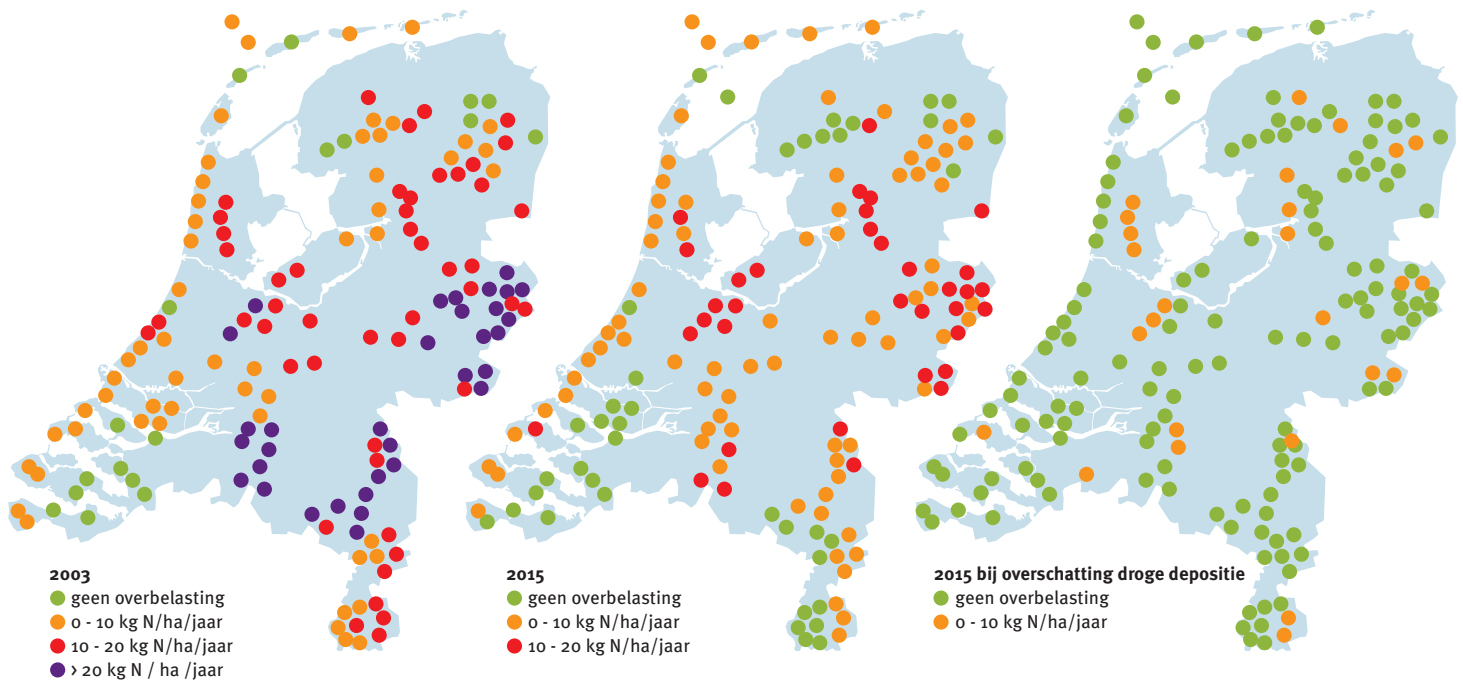 2003
geen overbelasting
0 - 10 kg N/ha/jaar
10 - 20 kg N/ha/jaar
> 20 kg N / ha /jaar
2015
geen overbelasting
0 - 10 kg N/ha/jaar
10 - 20 kg N/ha/jaar
2015 bij overschatting droge depositie
geen overbelasting
0 - 10 kg N/ha/jaar